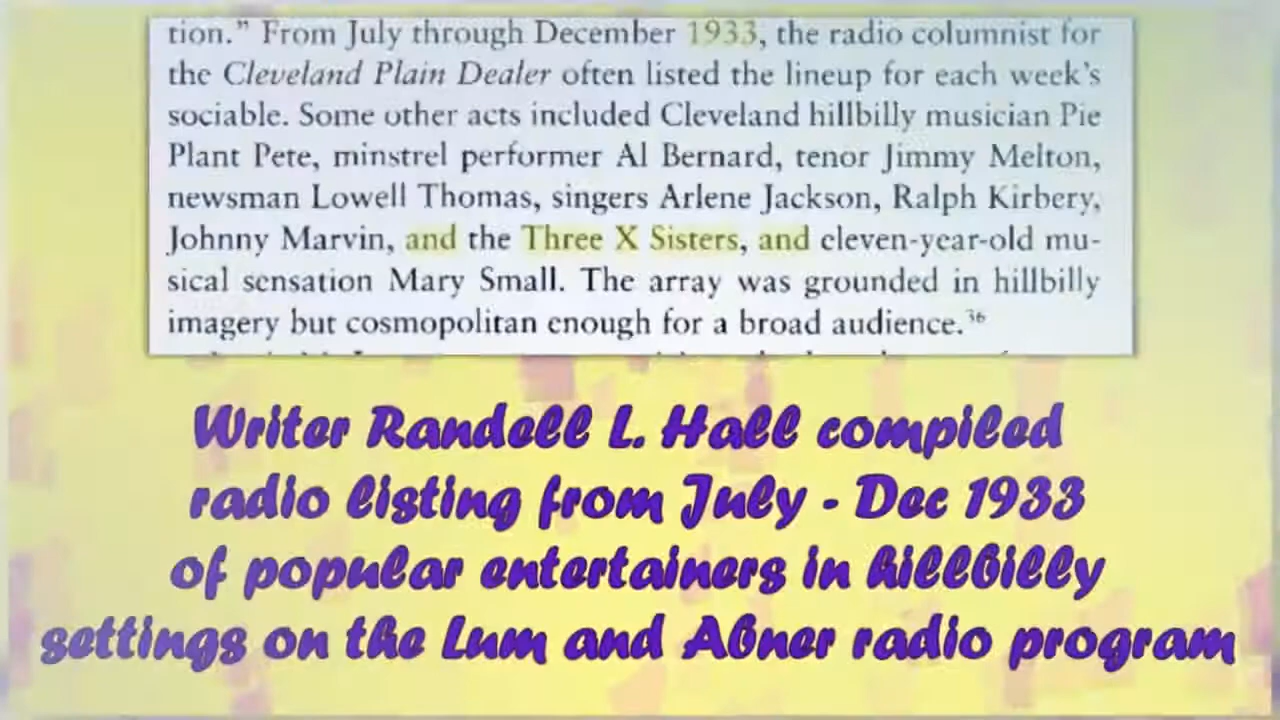 tion.” From July through December 1933, the radio columnist for
the Cleveland Plain Dealer often listed the lineup for each week’s
sociable. Some other acts included Cleveland hillbilly musician Pie
Plant Pete, minstrel performer Al Bernard, tenor Jimmy Melton,
newsman Lowell Thomas, singers Arlene Jackson, Ralph Kirbery,
Johnny Marvin, and the Three X Sisters, and eleven-year-old mu-
sical sensation Mary Small. The array was grounded in hillbilly
imagery but cosmopolitan enough for a broad audience.36
Writer Randell L. Hall compiled
radio listing from July - Dec 1933
of popular entertainers in hillbilly
settings on the Lum and Abner radio program